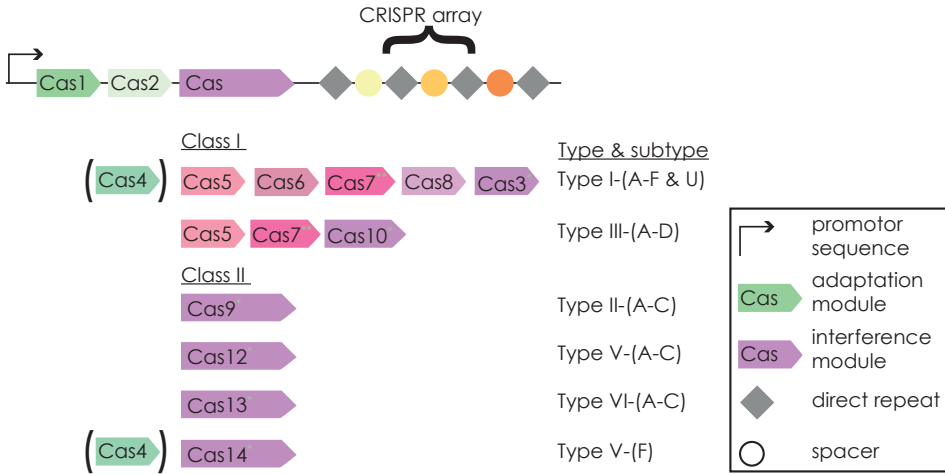 CRISPR array
Cas1 Cas2 Cas
Class I
Type & subtype
(Cas4) Cas5 Cas6 Cas7** Cas8 Cas3 Type I-(A-F & U)
Cas5 Cas7** Cas10 Type III-(A-D)
Class II
Cas9* Type II-(A-C)
Cas12 Type V-(A-C)
Cas13 Type VI-(A-C)
(Cas4) Cas14 Type V-(F)
promotor
sequence
Cas adaptation
module
Cas interference
module
direct repeat
spacer